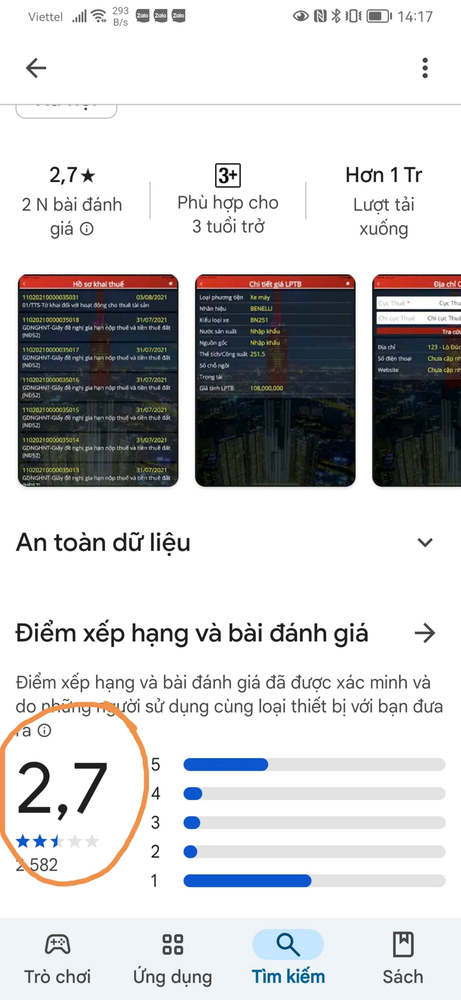 Viettel 293 B/s Zalo Zalo Zalo 14:17
2,7★
2 N bài đánh
giá
3+
Phù hợp cho
3 tuổi trở
Hơn 1 Tr
Lượt tải
xuống
Hồ sơ khai thuế
11020210000035031 03/08/2021
01/TTS-Tờ khai đối với hoạt động cho thuê tài sản
11020210000035018 31/07/2021
GDNGHNT-Giấy đề nghị gia hạn nộp thuế và tiền thuê đất
(NĐ52)
11020210000035017 31/07/2021
GDNGHNT-Giấy đề nghị gia hạn nộp thuế và tiền thuê đất
(NĐ52)
11020210000035016 31/07/2021
GDNGHNT-Giấy đề nghị gia hạn nộp thuế và tiền thuê đất
(NĐ52)
11020210000035015 31/07/2021
GDNGHNT-Giấy đề nghị gia hạn nộp thuế và tiền thuê đất
(NĐ52)
11020210000035014 31/07/2021
GDNGHNT-Giấy đề nghị gia hạn nộp thuế và tiền thuê đất
(NĐ52)
11020210000035013 31/07/2021
GDNGHNT-Giấy đề nghị gia hạn nộp thuế và tiền thuê đất
Chi tiết giá LPTB
Loại phương tiện Xe máy
Nhãn hiệu BENELLI
Kiểu loại xe BN251
Nước sản xuất Nhập khẩu
Nguồn gốc Nhập khẩu
Thể tích/Công suất 251.5
Số chỗ ngồi
Trọng tải
Giá tính LPTB 108,000,000
Địa chỉ
Cục Thuế * Cục Thu
Chi cục Thuế Chi cục Thuế
Tra cứu
Địa chỉ 123 - Lò Đúc
Số điện thoại Chưa cập nh
Website Chưa cập nh
An toàn dữ liệu
Điểm xếp hạng và bài đánh giá
Điểm xếp hạng và bài đánh giá đã được xác minh và
do những người sử dụng cùng loại thiết bị với bạn đưa
ra
2,7
2.582
5
4
3
2
1
Trò chơi Ứng dụng Tìm kiếm Sách